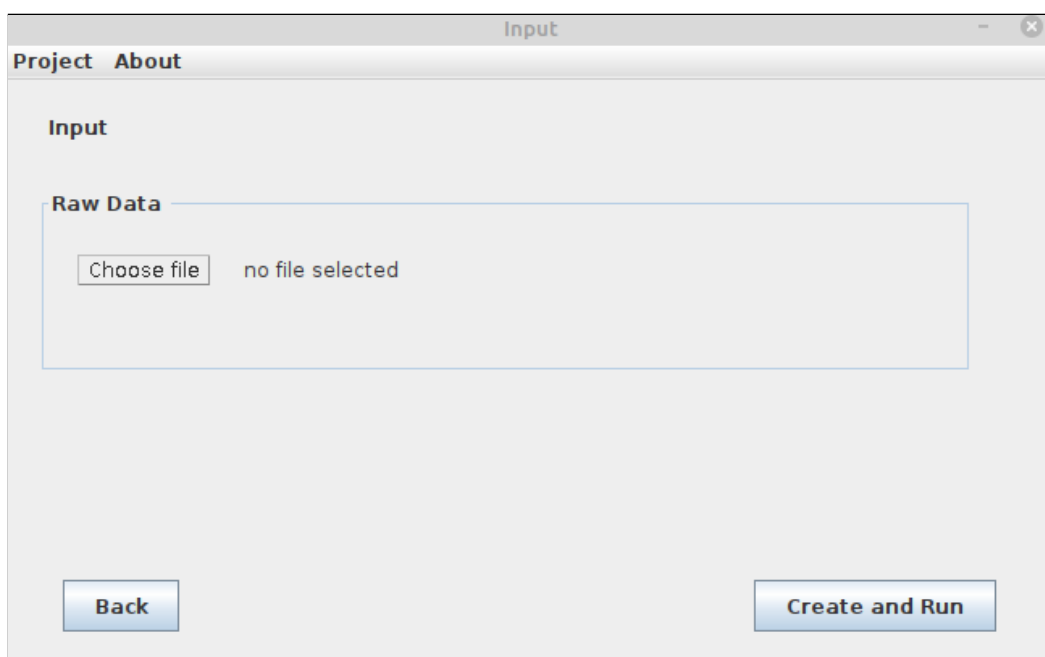 Input
Project About
Input
Raw Data
Choose file no file selected
Back Create and Run